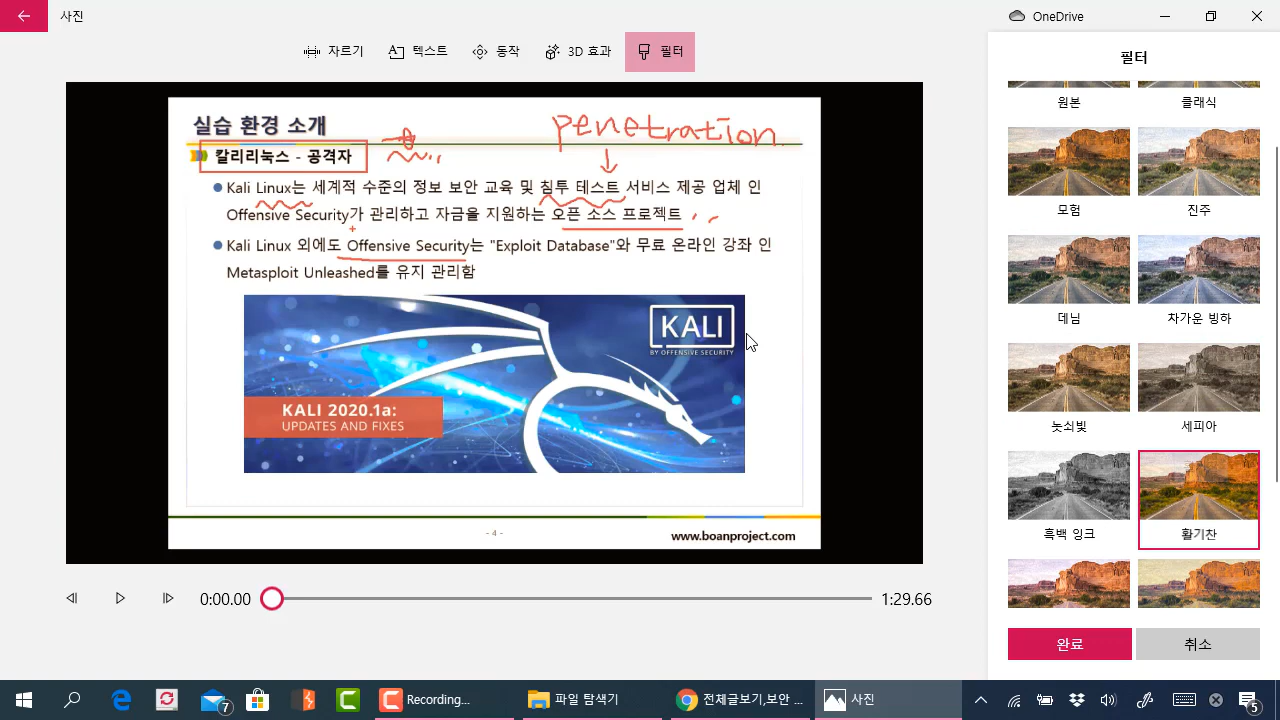 사진
OneDrive
자르기
텍스트
동작
3D 효과
필터
필터
원본
클래식
모험
진주
데님
차가운 빙하
놋쇠빛
세피아
흑백 잉크
활기찬
완료
취소
실습 환경 소개
penetration
칼리리눅스 - 공격자
Kali Linux는 세계적 수준의 정보 보안 교육 및 침투 테스트 서비스 제공 업체 인
Offensive Security가 관리하고 자금을 지원하는 오픈 소스 프로젝트
Kali Linux 외에도 Offensive Security는 "Exploit Database"와 무료 온라인 강좌 인
Metasploit Unleashed를 유지 관리함
KALI
BY OFFENSIVE SECURITY
KALI 2020.1a:
UPDATES AND FIXES
- 4 -
www.boanproject.com
0:00.00
1:29.66
7
Recording...
파일 탐색기
전체글보기,보안 ...
사진
5